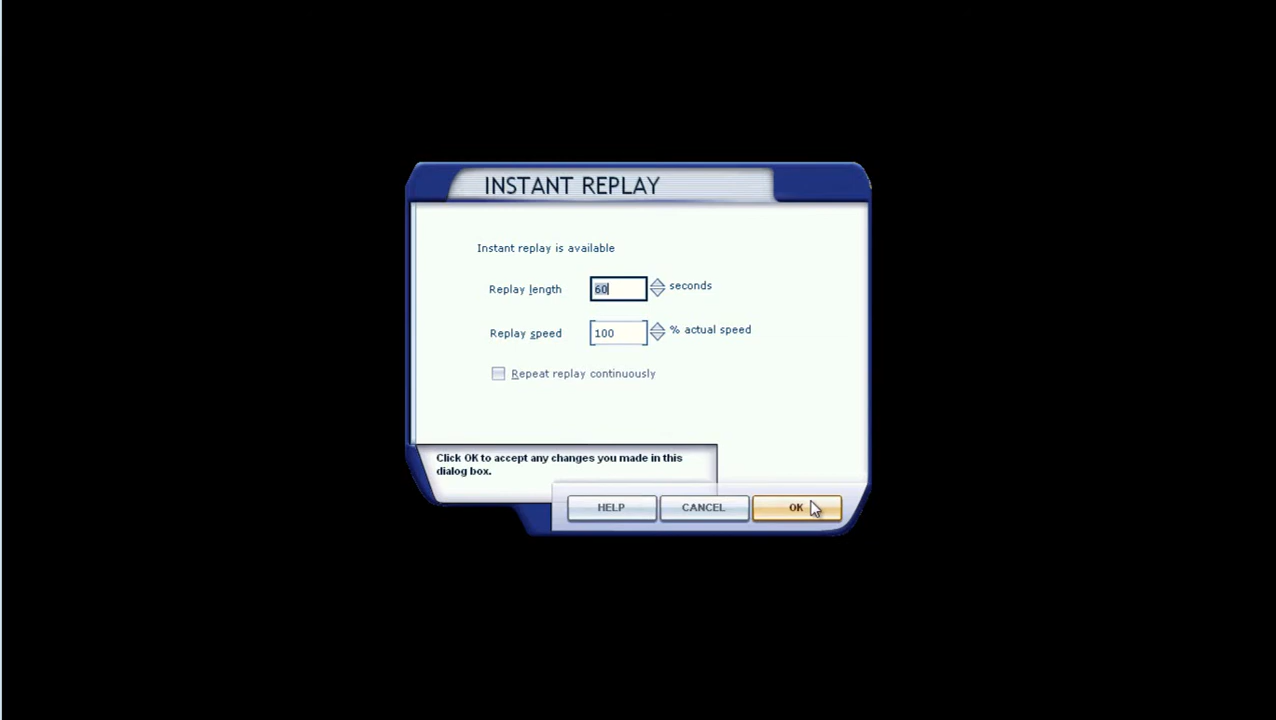 INSTANT REPLAY
Instant replay is available
Replay length 60 seconds
Replay speed 100 % actual speed
Repeat replay continuously
Click OK to accept any changes you made in this
dialog box.
HELP CANCEL OK